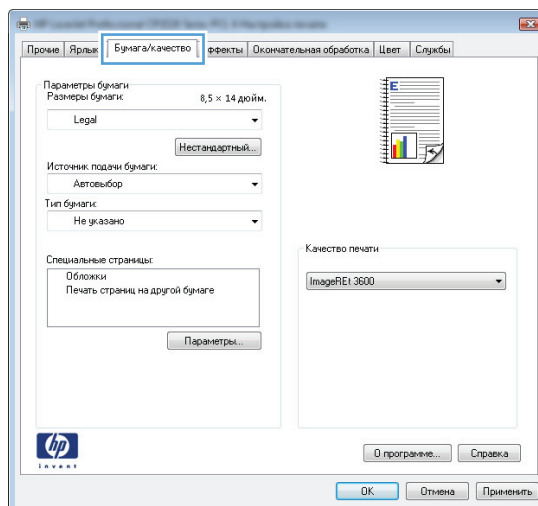 Прочие Ярлык Бумага/качество ффекты Окончательная обработка Цвет Службы
Параметры бумаги
Размеры бумаги: 8,5 × 14 дюйм.
Legal
Нестандартный...
Источник подачи бумаги:
Автовыбор
Тип бумаги:
Не указано
Специальные страницы:
Обложки
Печать страниц на другой бумаге
Параметры...
E
Качество печати
ImageREt 3600
hp
invent
О программе... Справка
OK Отмена Применить